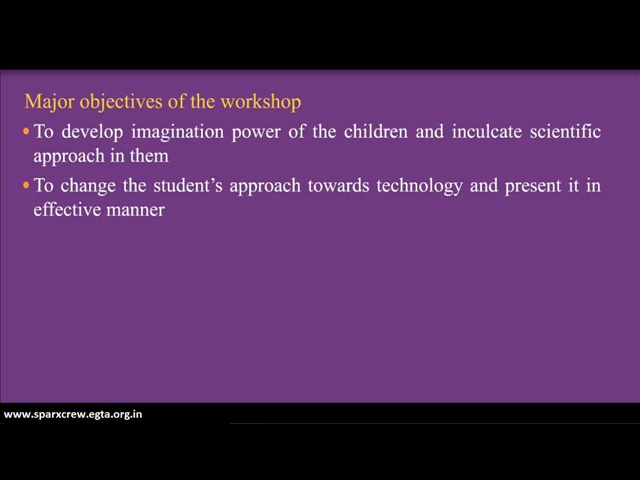 Major objectives of the workshop
• To develop imagination power of the children and inculcate scientific
approach in them
• To change the student’s approach towards technology and present it in
effective manner
www.sparxcrew.egta.org.in